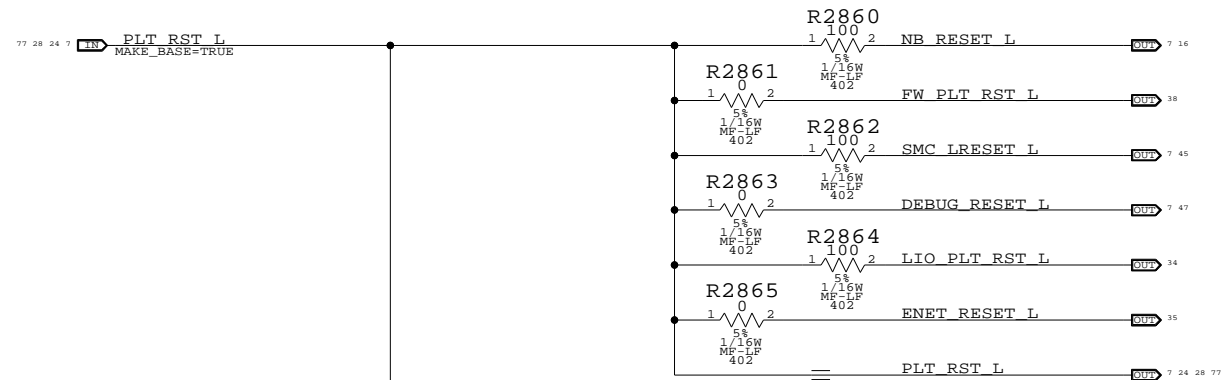 77 28 24 7 IN PLT_RST_L
MAKE_BASE=TRUE
R2860
100
1 2 NB_RESET_L OUT 7 16
5%
1/16W
MF-LF
402
R2861
0
1 2 FW_PLT_RST_L OUT 38
5%
1/16W
MF-LF
402
R2862
100
1 2 SMC_LRESET_L OUT 7 45
5%
1/16W
MF-LF
402
R2863
0
1 2 DEBUG_RESET_L OUT 7 47
5%
1/16W
MF-LF
402
R2864
100
1 2 LIO_PLT_RST_L OUT 34
5%
1/16W
MF-LF
402
R2865
0
1 2 ENET_RESET_L OUT 35
5%
1/16W
MF-LF
402
PLT_RST_L OUT 7 24 28 77